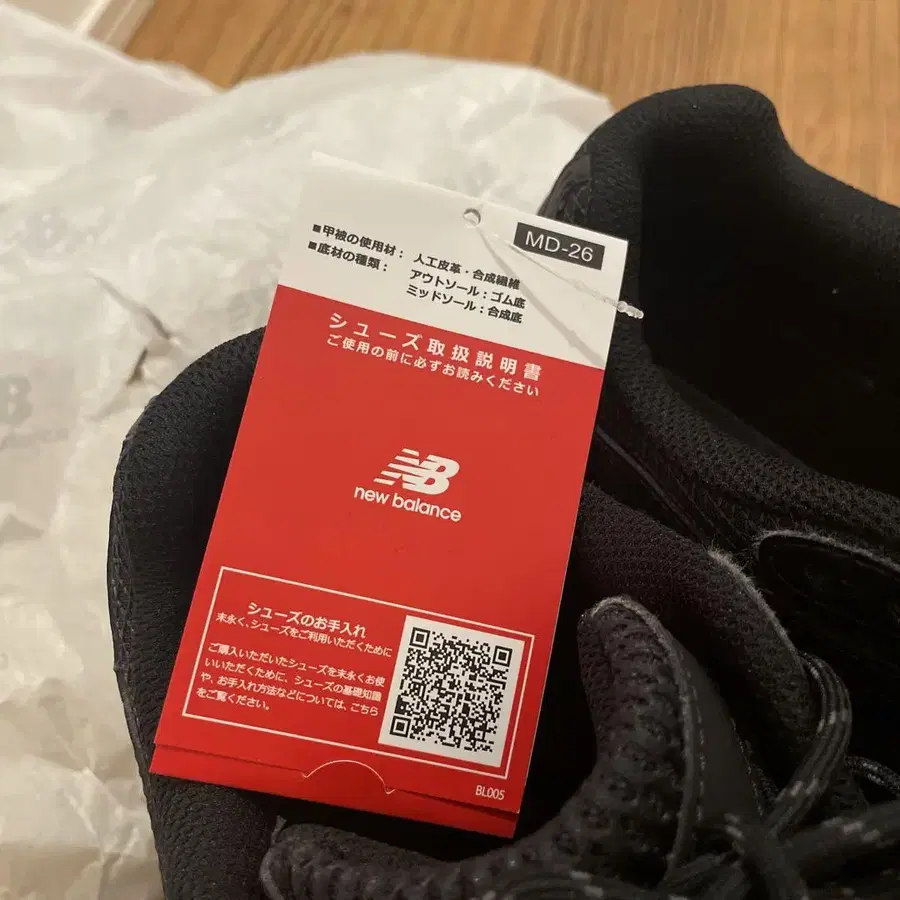 MD-26
■甲被の使用材： 人工皮革・合成繊維
■底材の種類： アウトソール：ゴム底
ミッドソール：合成底
シューズ取扱説明書
ご使用の前に必ずお読みください
NB
new balance
シューズのお手入れ
末永く、シューズをご利用いただくために
ご購入いただいたシューズを末永くお使
いいただくために、シューズの基礎知識
や、お手入れ方法などについては、こちら
をご覧ください。
BL005